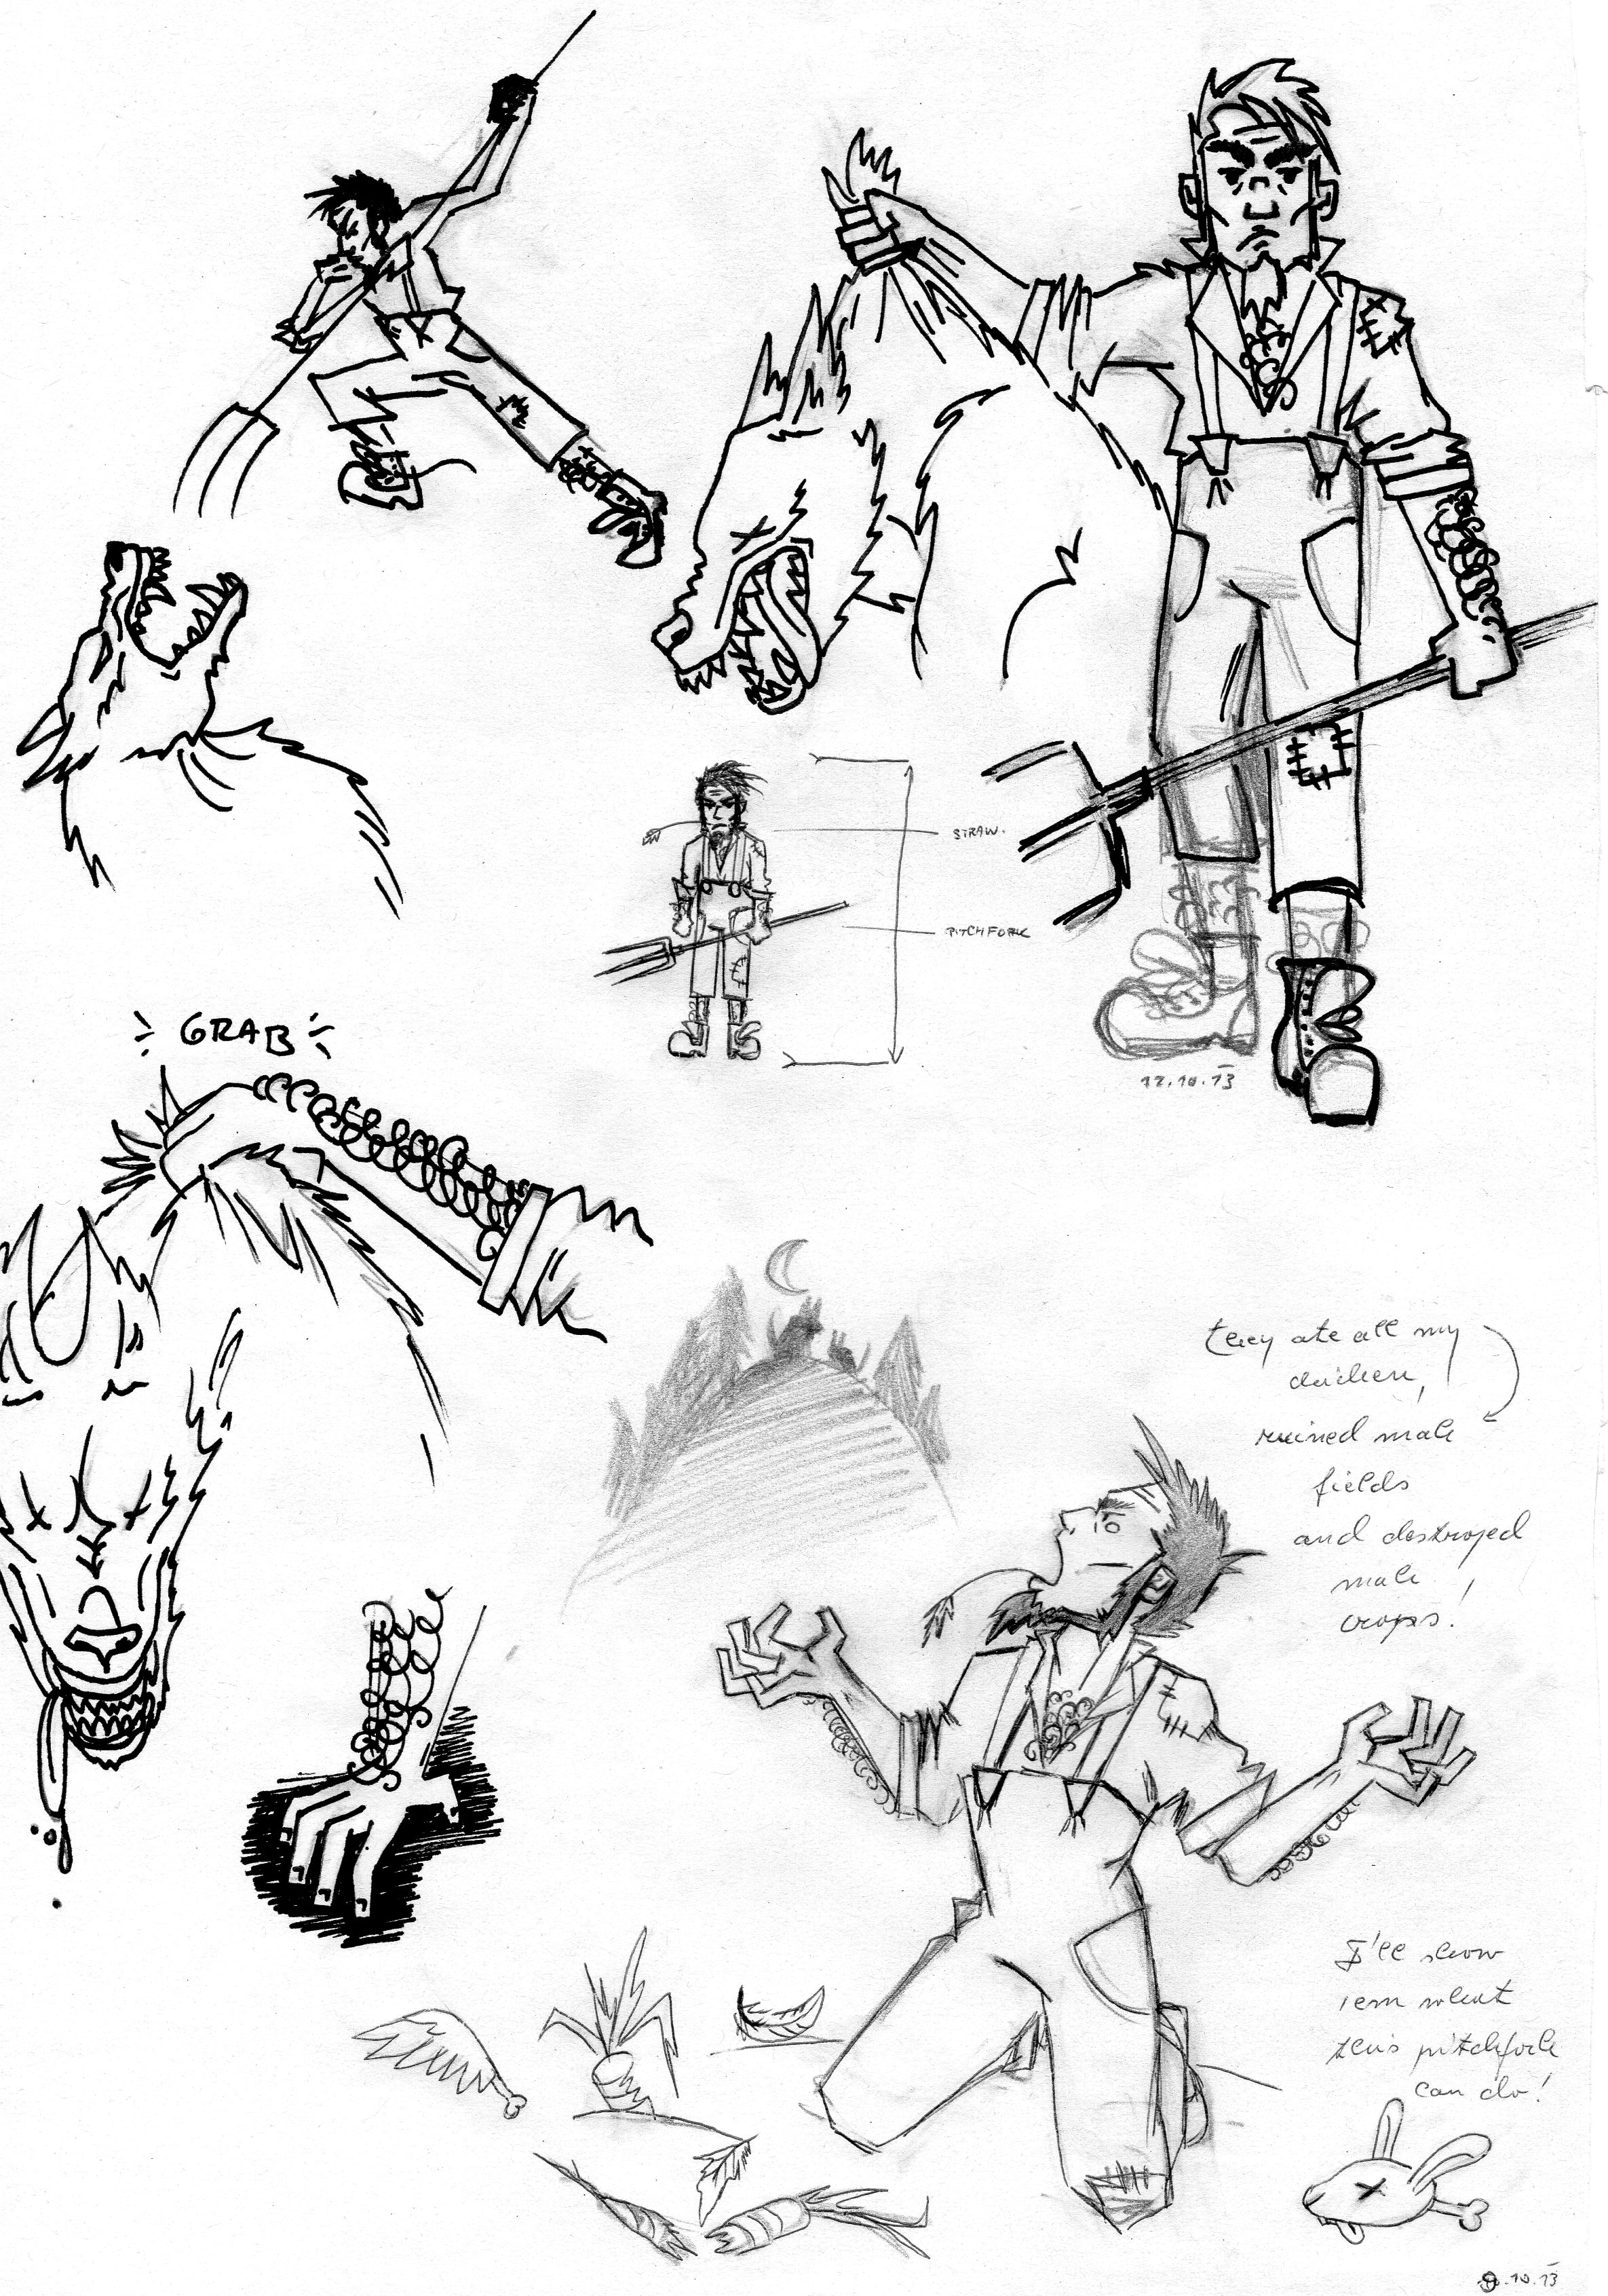 GRAB
STRAW.
PITCHFORK
12.10.13
they ate all my
chicken,
ruined mah
fields
and destroyed
mah
crops!
I'll show
'em what
this pitchfork
can do!
.10.13